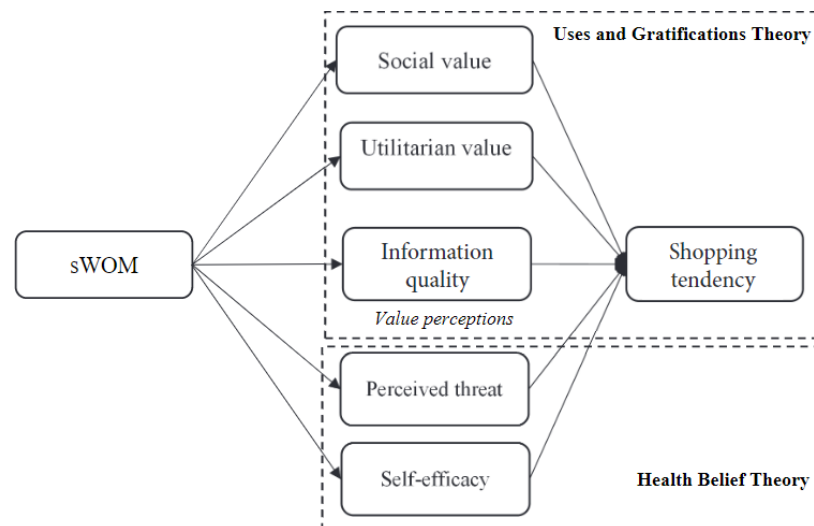 Uses and Gratifications Theory
Social value
Utilitarian value
sWOM
Information
quality
Shopping
tendency
Value perceptions
Perceived threat
Self-efficacy
Health Belief Theory